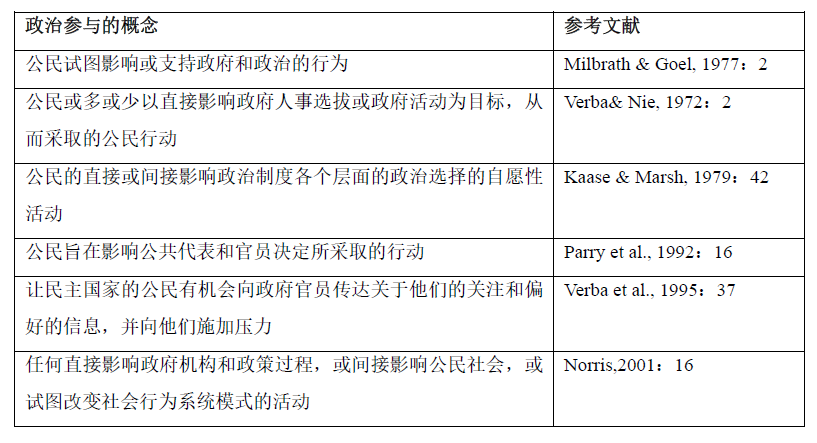 政治参与的概念
参考文献
公民试图影响或支持政府和政治的行为
Milbrath & Goel, 1977：2
公民或多或少以直接影响政府人事选拔或政府活动为目标，从
而采取的公民行动
Verba& Nie, 1972：2
公民的直接或间接影响政治制度各个层面的政治选择的自愿性
活动
Kaase & Marsh, 1979：42
公民旨在影响公共代表和官员决定所采取的行动
Parry et al., 1992：16
让民主国家的公民有机会向政府官员传达关于他们的关注和偏
好的信息，并向他们施加压力
Verba et al., 1995：37
任何直接影响政府机构和政策过程，或间接影响公民社会，或
试图改变社会行为系统模式的活动
Norris,2001：16